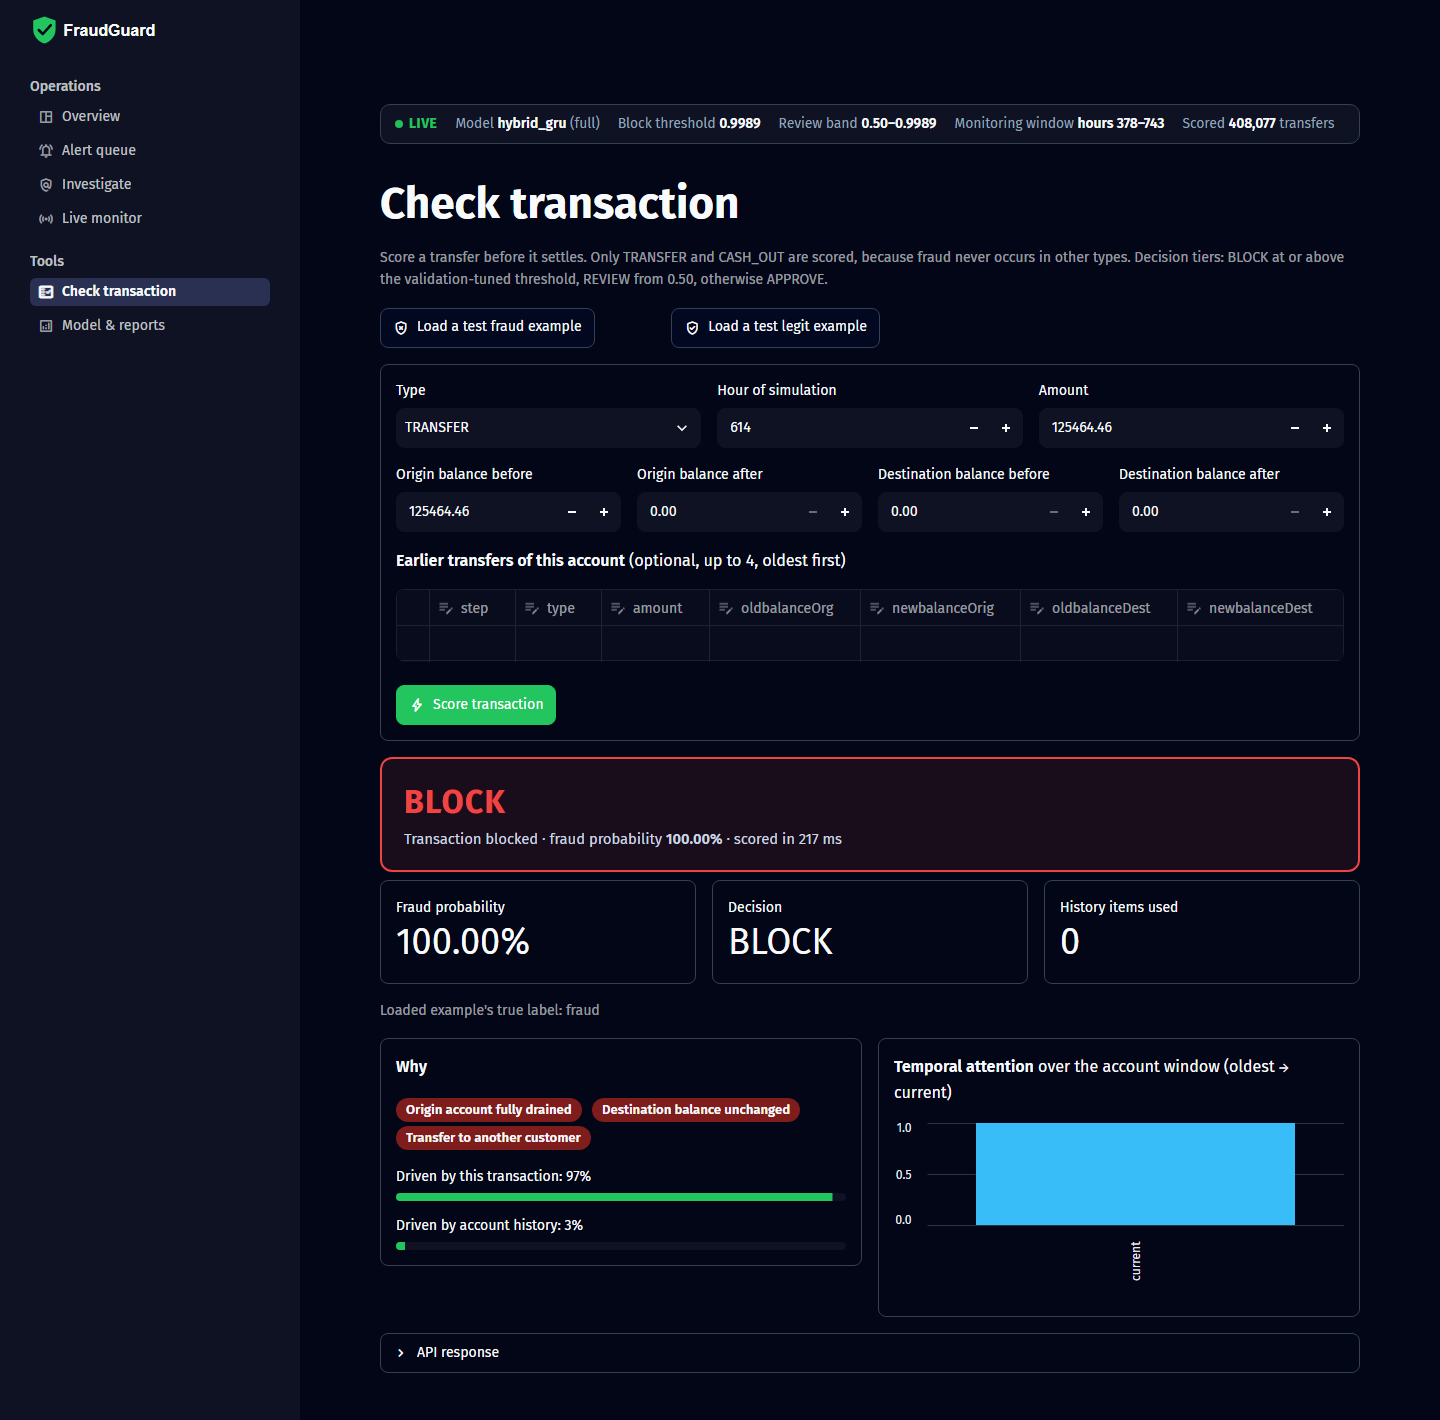 FraudGuard
Operations
Overview
Alert queue
Investigate
Live monitor
Tools
Check transaction
Model & reports
LIVE Model hybrid_gru (full) Block threshold 0.9989 Review band 0.50–0.9989 Monitoring window hours 378–743 Scored 408,077 transfers
Check transaction
Score a transfer before it settles. Only TRANSFER and CASH_OUT are scored, because fraud never occurs in other types. Decision tiers: BLOCK at or above
the validation-tuned threshold, REVIEW from 0.50, otherwise APPROVE.
Load a test fraud example Load a test legit example
Type Hour of simulation Amount
TRANSFER 614 125464.46
Origin balance before Origin balance after Destination balance before Destination balance after
125464.46 0.00 0.00 0.00
Earlier transfers of this account (optional, up to 4, oldest first)
step type amount oldbalanceOrg newbalanceOrig oldbalanceDest newbalanceDest
Score transaction
BLOCK
Transaction blocked · fraud probability 100.00% · scored in 217 ms
Fraud probability Decision History items used
100.00% BLOCK 0
Loaded example's true label: fraud
Why
Origin account fully drained Destination balance unchanged
Transfer to another customer
Driven by this transaction: 97%
Driven by account history: 3%
Temporal attention over the account window (oldest →
current)
1.0
0.5
0.0
current
API response